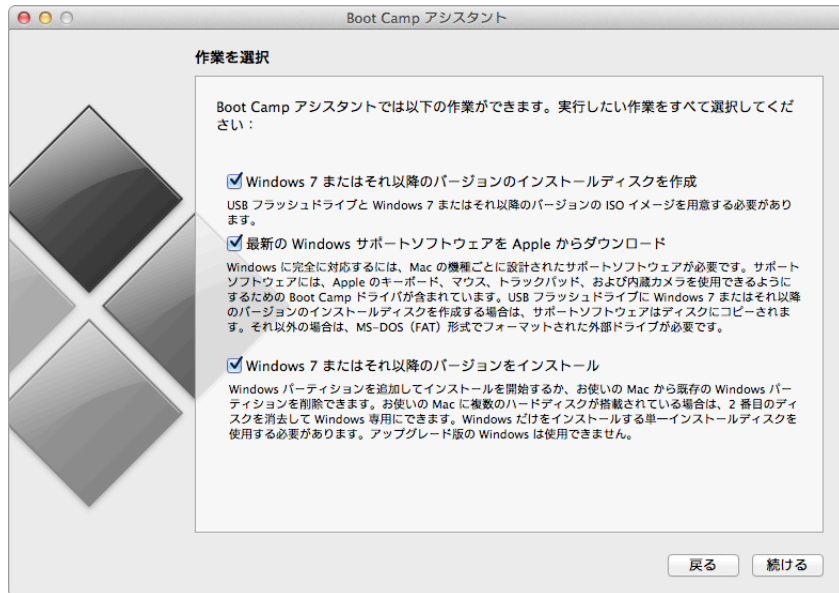 Boot Camp アシスタント
作業を選択
Boot Camp アシスタントでは以下の作業ができます。実行したい作業をすべて選択してくだ
さい：
Windows 7 またはそれ以降のバージョンのインストールディスクを作成
USB フラッシュドライブと Windows 7 またはそれ以降のバージョンの ISO イメージを用意する必要があり
ます。
最新の Windows サポートソフトウェアを Apple からダウンロード
Windows に完全に対応するには、Mac の機種ごとに設計されたサポートソフトウェアが必要です。サポート
ソフトウェアには、Apple のキーボード、マウス、トラックパッド、および内蔵カメラを使用できるように
するための Boot Camp ドライバが含まれています。USB フラッシュドライブに Windows 7 またはそれ以降
のバージョンのインストールディスクを作成する場合は、サポートソフトウェアはディスクにコピーされま
す。それ以外の場合は、MS-DOS（FAT）形式でフォーマットされた外部ドライブが必要です。
Windows 7 またはそれ以降のバージョンをインストール
Windows パーティションを追加してインストールを開始するか、お使いの Mac から既存の Windows パー
ティションを削除できます。お使いの Mac に複数のハードディスクが搭載されている場合は、2 番目のディ
スクを消去して Windows 専用にできます。Windows だけをインストールする単一インストールディスクを
使用する必要があります。アップグレード版の Windows は使用できません。
戻る
続ける